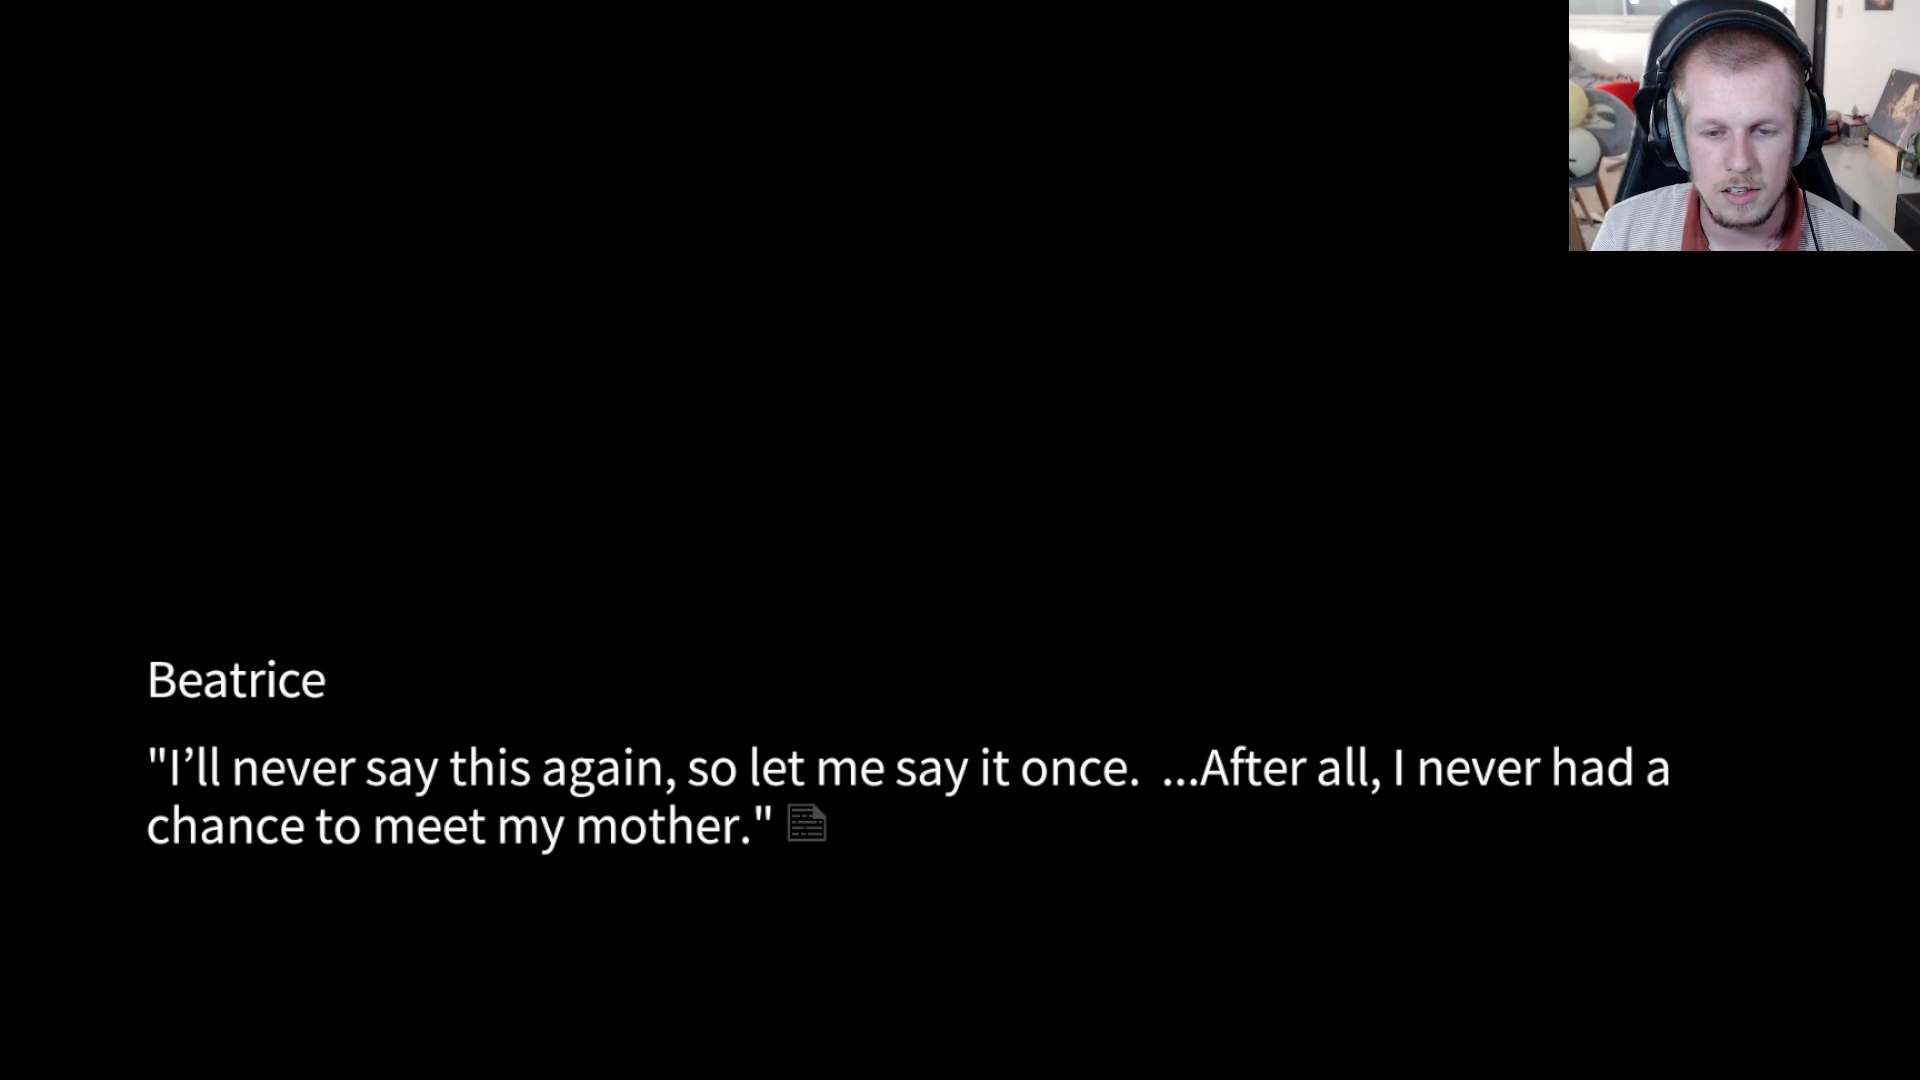 Beatrice
"I’ll never say this again, so let me say it once.  ...After all, I never had a
chance to meet my mother."